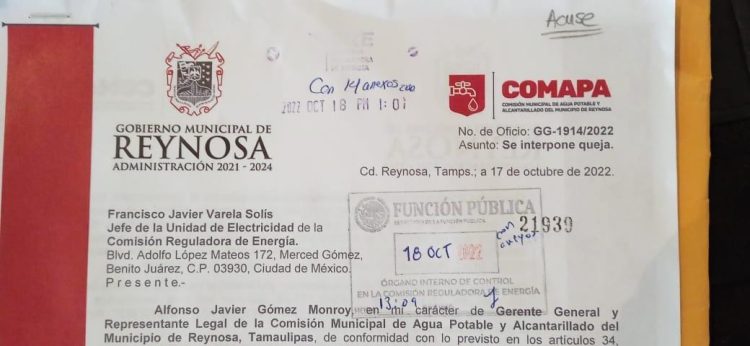 Acuse
Con 14 anexos
2022 OCT 18 PM 1:01
GOBIERNO MUNICIPAL DE
REYNOSA
ADMINISTRACIÓN 2021 - 2024
COMAPA
COMISIÓN MUNICIPAL DE AGUA POTABLE Y
ALCANTARILLADO DEL MUNICIPIO DE REYNOSA
No. de Oficio: GG-1914/2022
Asunto: Se interpone queja.
Cd. Reynosa, Tamps.; a 17 de octubre de 2022.
Francisco Javier Varela Solís
Jefe de la Unidad de Electricidad de la
Comisión Reguladora de Energía.
Blvd. Adolfo López Mateos 172, Merced Gómez,
Benito Juárez, C.P. 03930, Ciudad de México.
P r e s e n t e .-
FUNCIÓN PÚBLICA
SECRETARÍA DE LA FUNCIÓN PÚBLICA
21939
18 OCT 2022
con
ÓRGANO INTERNO DE CONTROL
EN LA COMISIÓN REGULADORA DE ENERGÍA
13:09
Alfonso Javier Gómez Monroy, en mi carácter de Gerente General y
Representante Legal de la Comisión Municipal de Agua Potable y Alcantarillado del
Municipio de Reynosa, Tamaulipas, de conformidad con lo previsto en los artículos 34,